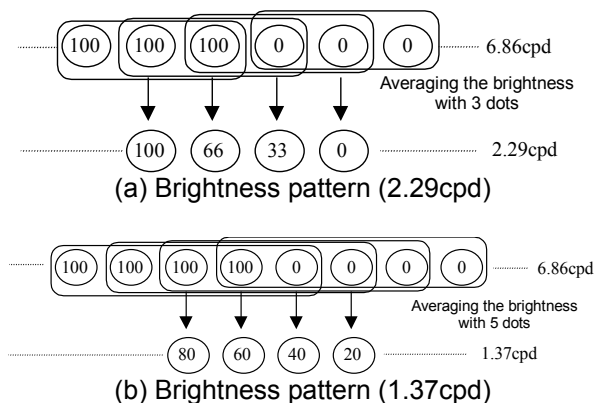 100 100 100 0 0 0 6.86cpd
Averaging the brightness
with 3 dots
100 66 33 0 2.29cpd
(a) Brightness pattern (2.29cpd)
100 100 100 100 0 0 0 0 6.86cpd
Averaging the brightness
with 5 dots
80 60 40 20 1.37cpd
(b) Brightness pattern (1.37cpd)